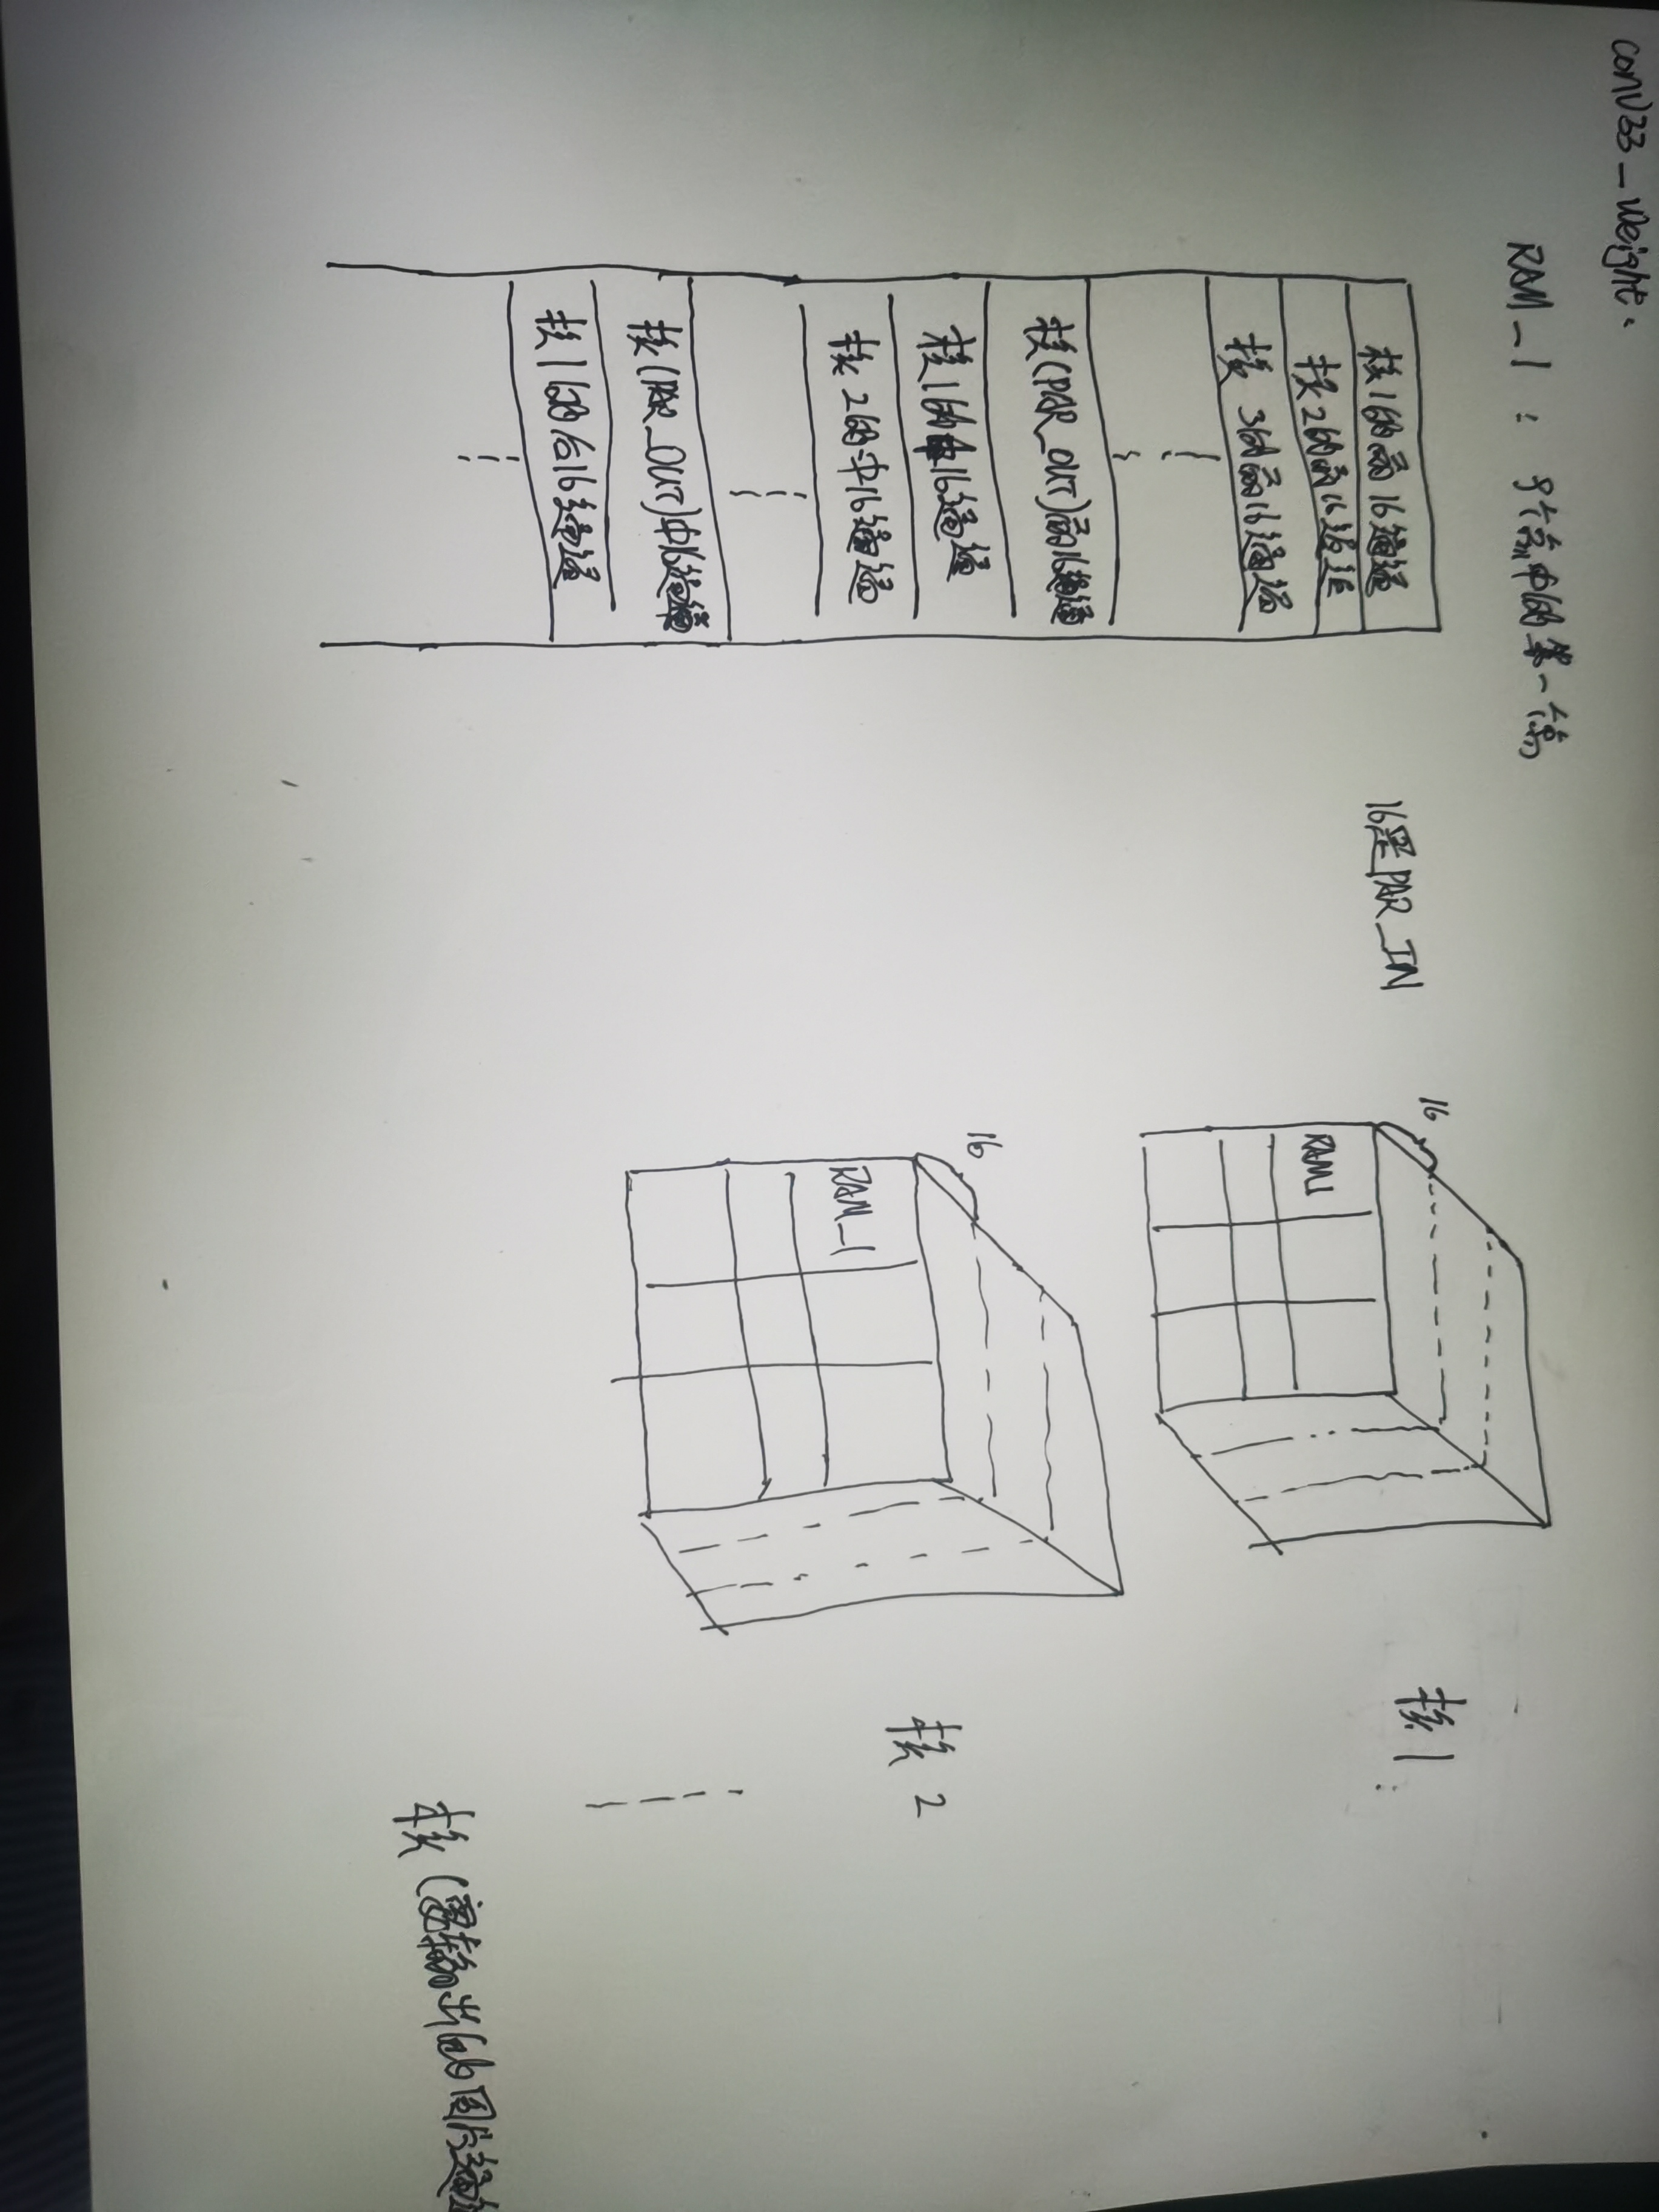 conv33_weight.
RAM_1 : 9个点中的第一个点
核1的前16通道
核2的前16通道
核 3的前16通道
核(PAR_OUT)前16通道
核1的中16通道
核2的中16通道
核(PAR_OUT)中16通道
核1的后16通道
16是PAR_IN
16
RAM1
核1
16
RAM_1
核2
核(要输出的图片通道